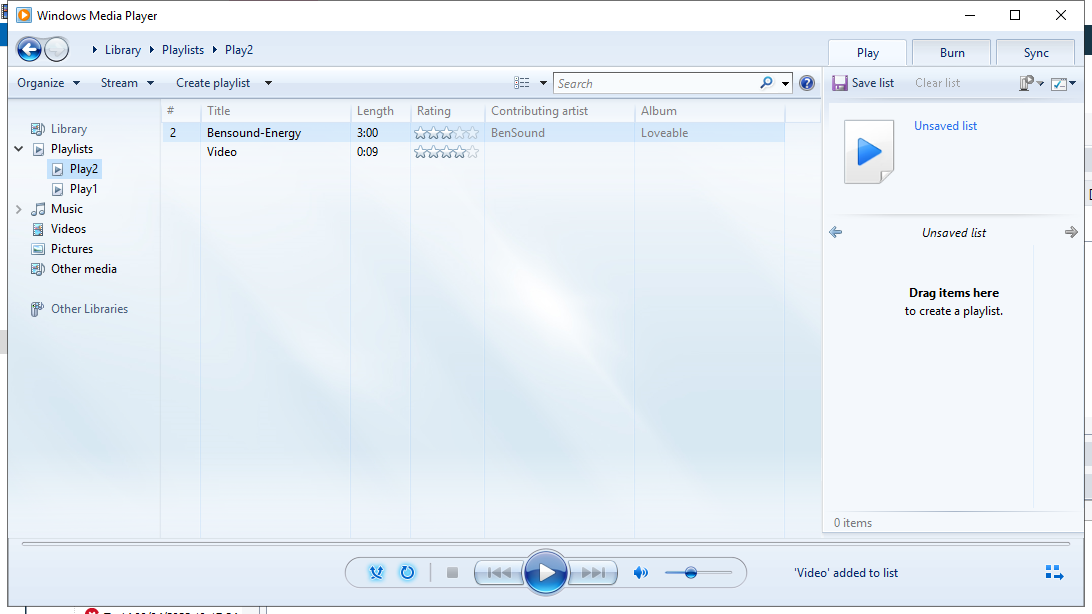 Windows Media Player
Library Playlists Play2
Play Burn Sync
Organize Stream Create playlist Search Save list Clear list
# Title Length Rating Contributing artist Album
2 Bensound-Energy 3:00 BenSound Loveable
Video 0:09
Library
Playlists
Play2
Play1
Music
Videos
Pictures
Other media
Other Libraries
Unsaved list
Unsaved list
Drag items here
to create a playlist.
0 items
'Video' added to list